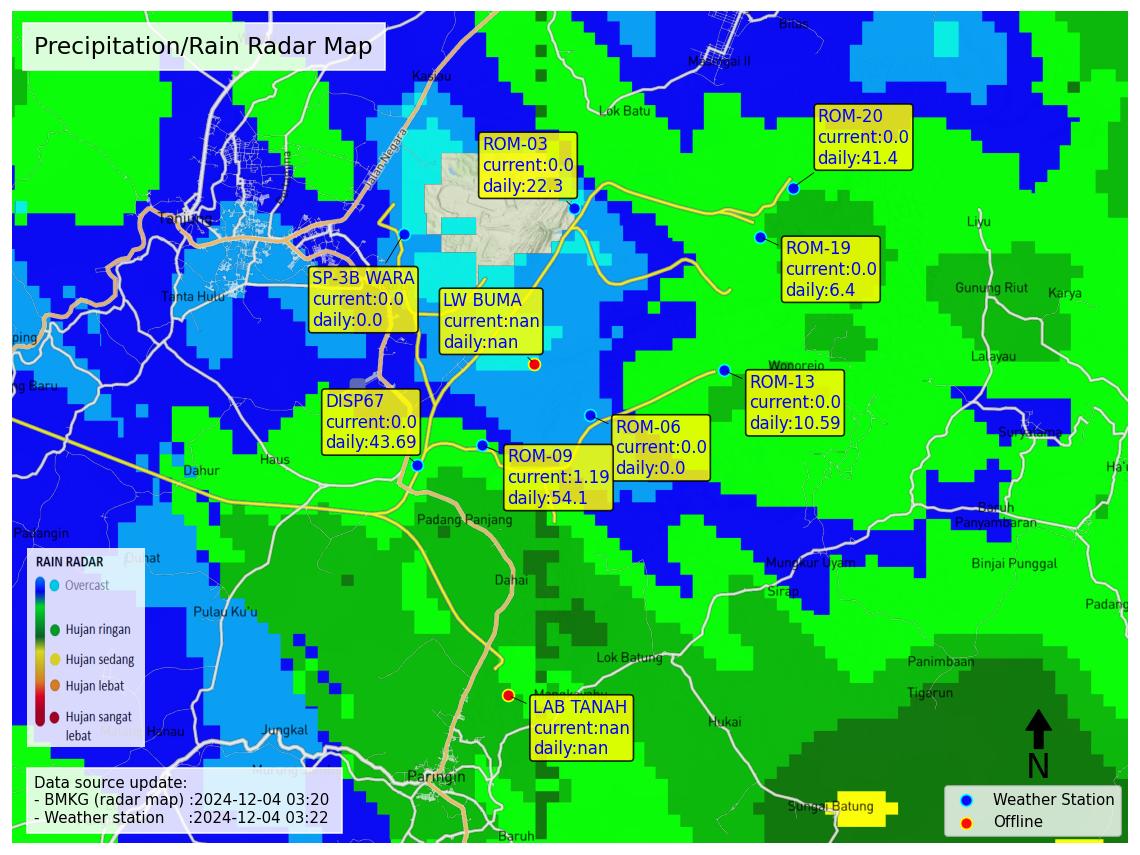 Precipitation/Rain Radar Map
Bilas
Masingai II
Kasiau
Lok Batu
Jalan Negara
ROM-20
current:0.0
daily:41.4
ROM-03
current:0.0
daily:22.3
Tanjung
Liyu
ROM-19
current:0.0
daily:6.4
SP-3B WARA
current:0.0
daily:0.0
LW BUMA
current:nan
daily:nan
Tanta Hulu
Gunung Riut
Karya
ping
Lalayau
Wonorejo
ng Baru
ROM-13
current:0.0
daily:10.59
DISP67
current:0.0
daily:43.69
ROM-06
current:0.0
daily:0.0
Suryatama
ROM-09
current:1.19
daily:54.1
Haus
Dahur
Ha'u
Padang Panjang
Baruh
Panyambaran
Padangin
Mungkur Uyam
Binjai Punggal
Dahai
Sirap
Pulau Ku'u
Padang
RAIN RADAR
Overcast
Hujan ringan
Hujan sedang
Hujan lebat
Hujan sangat
lebat
Lok Batung
Panimbaan
Tigarun
LAB TANAH
current:nan
daily:nan
Hukai
Jungkal
Hanau
Paringin
Sungai Batung
Baruh
N
Data source update:
- BMKG (radar map) :2024-12-04 03:20
- Weather station :2024-12-04 03:22
Weather Station
Offline